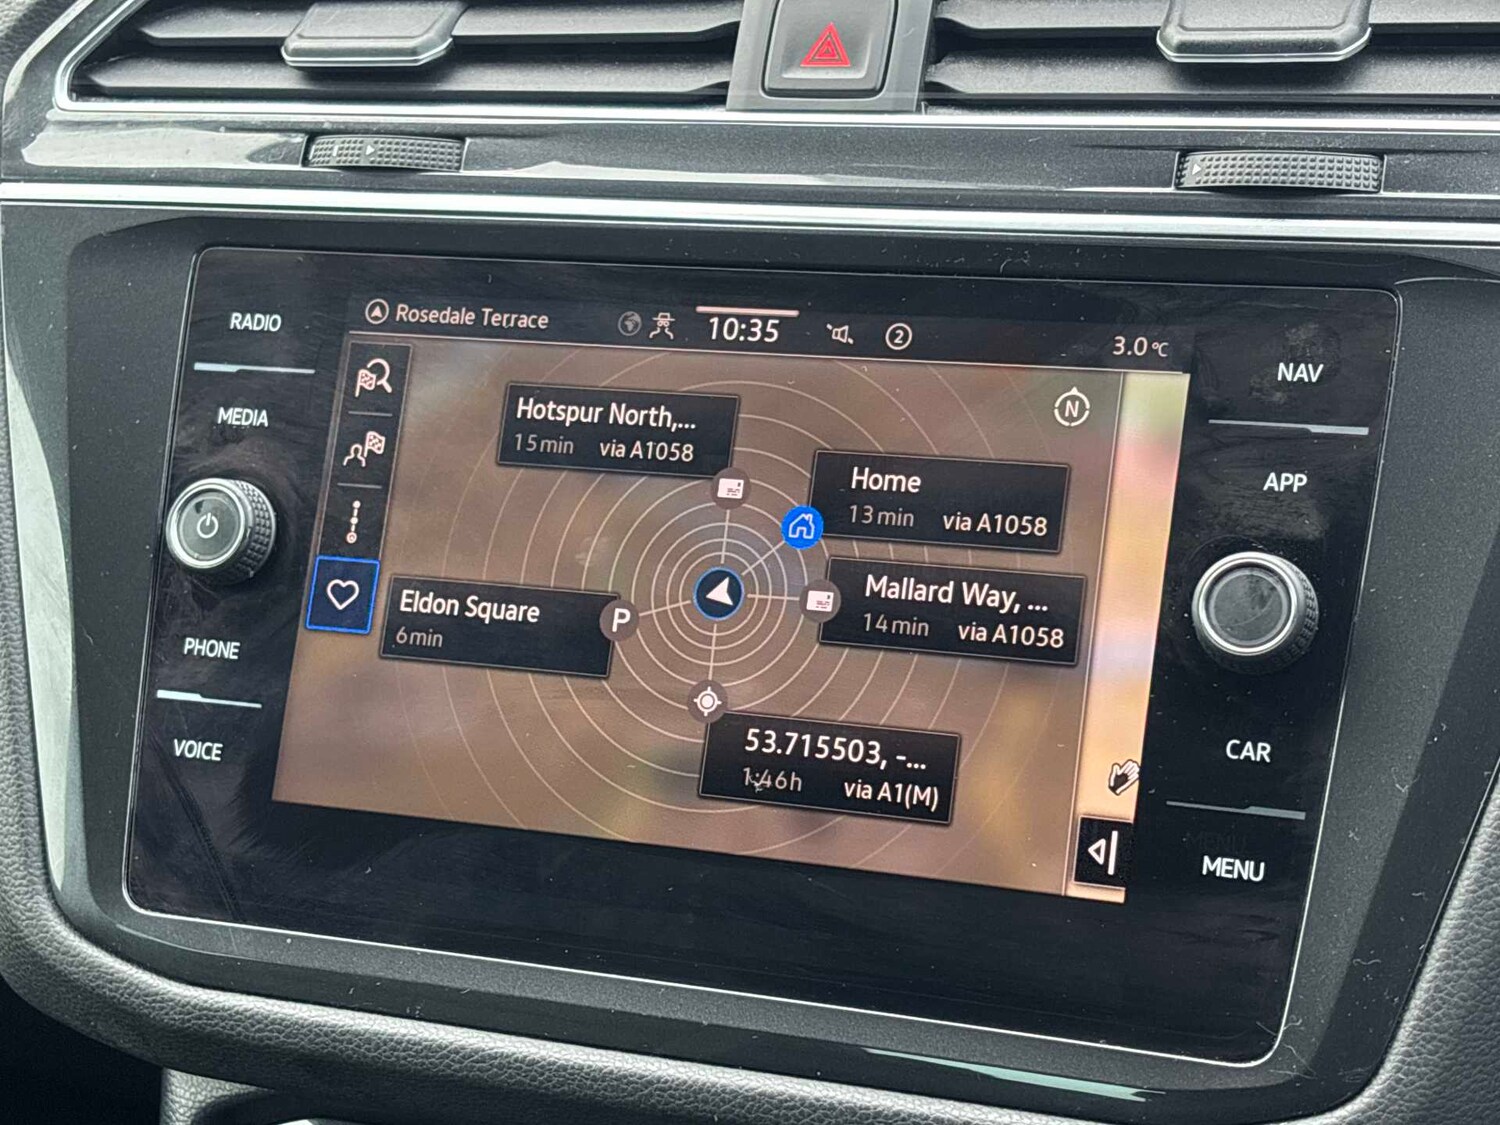 RADIO
MEDIA
PHONE
VOICE
Rosedale Terrace
10:35
2
3.0 °C
N
Hotspur North,...
15 min via A1058
Home
13 min via A1058
Mallard Way, ...
14 min via A1058
Eldon Square
6 min
P
53.715503, -...
1:46 h via A1(M)
NAV
APP
CAR
MENU